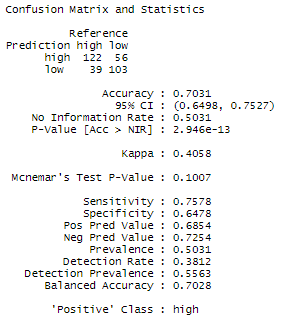 Confusion Matrix and Statistics
Reference
Prediction high low
high 122 56
low 39 103
Accuracy : 0.7031
95% CI : (0.6498, 0.7527)
No Information Rate : 0.5031
P-Value [Acc > NIR] : 2.946e-13
Kappa : 0.4058
Mcnemar's Test P-Value : 0.1007
Sensitivity : 0.7578
Specificity : 0.6478
Pos Pred Value : 0.6854
Neg Pred Value : 0.7254
Prevalence : 0.5031
Detection Rate : 0.3812
Detection Prevalence : 0.5563
Balanced Accuracy : 0.7028
'Positive' Class : high